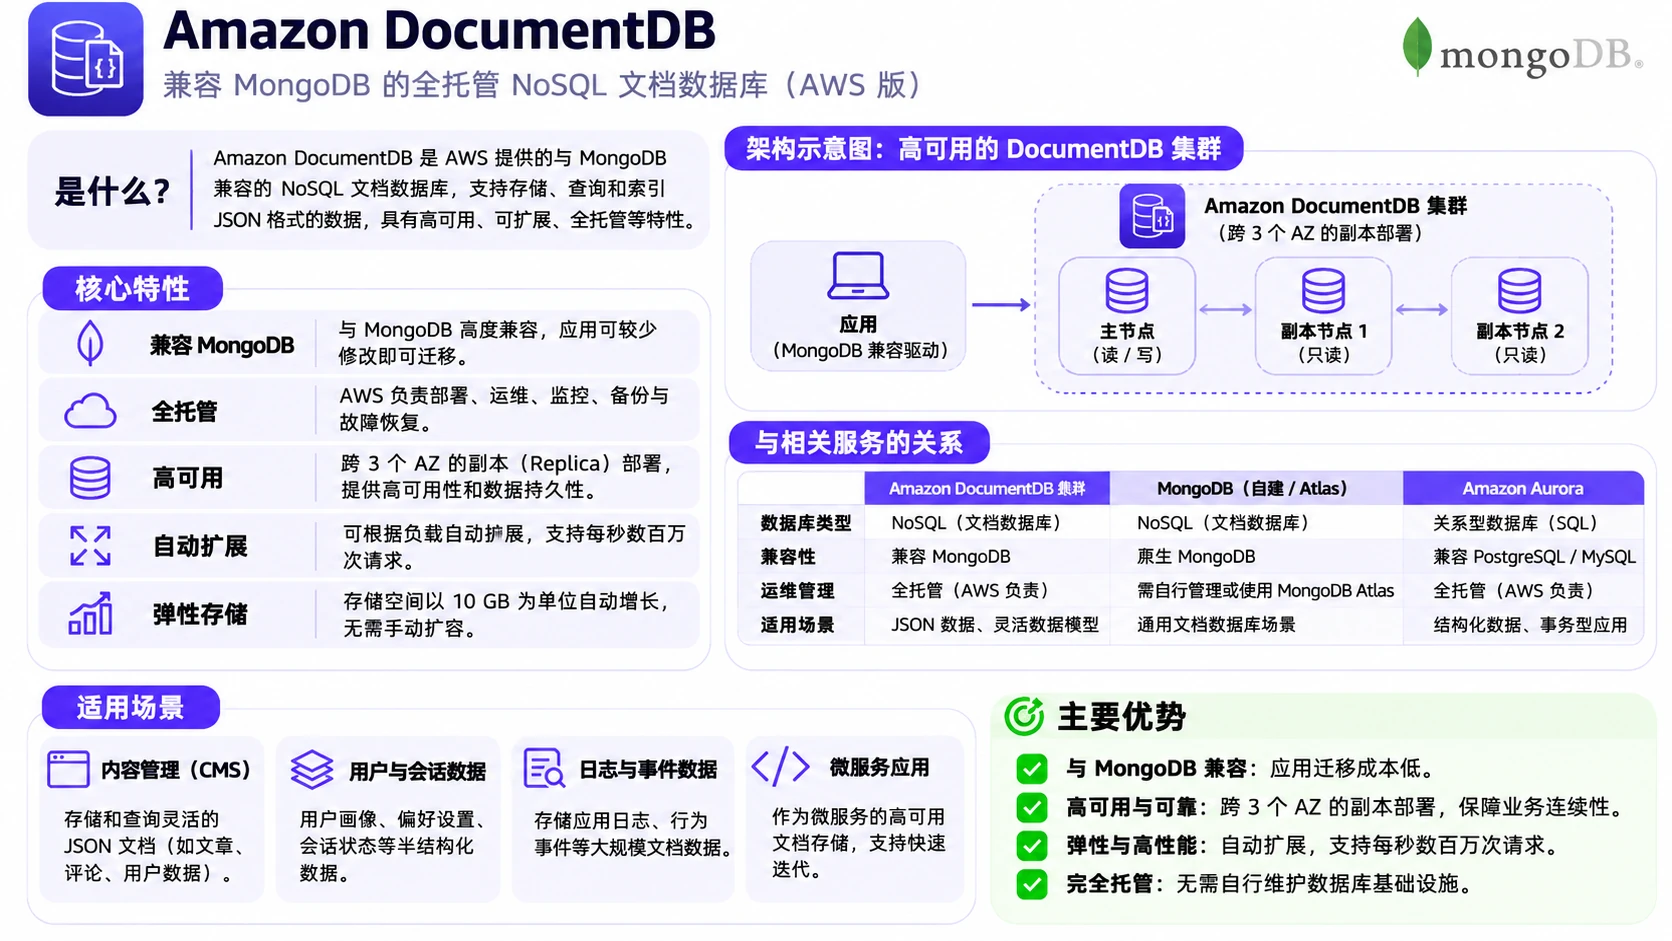 Amazon DocumentDB
兼容 MongoDB 的全托管 NoSQL 文档数据库（AWS 版）
mongoDB®
是什么？
Amazon DocumentDB 是 AWS 提供的与 MongoDB
兼容的 NoSQL 文档数据库，支持存储、查询和索引
JSON 格式的数据，具有高可用、可扩展、全托管等特性。
核心特性
兼容 MongoDB
与 MongoDB 高度兼容，应用可较少
修改即可迁移。
全托管
AWS 负责部署、运维、监控、备份与
故障恢复。
高可用
跨 3 个 AZ 的副本（Replica）部署，
提供高可用性和数据持久性。
自动扩展
可根据负载自动扩展，支持每秒数百万
次请求。
弹性存储
存储空间以 10 GB 为单位自动增长，
无需手动扩容。
架构示意图：高可用的 DocumentDB 集群
Amazon DocumentDB 集群
（跨 3 个 AZ 的副本部署）
应用
（MongoDB 兼容驱动）
主节点
（读 / 写）
副本节点 1
（只读）
副本节点 2
（只读）
与相关服务的关系
Amazon DocumentDB 集群 MongoDB（自建 / Atlas） Amazon Aurora
数据库类型 NoSQL（文档数据库） NoSQL（文档数据库） 关系型数据库（SQL）
兼容性 兼容 MongoDB 原生 MongoDB 兼容 PostgreSQL / MySQL
运维管理 全托管（AWS 负责） 需自行管理或使用 MongoDB Atlas 全托管（AWS 负责）
适用场景 JSON 数据、灵活数据模型 通用文档数据库场景 结构化数据、事务型应用
适用场景
内容管理（CMS）
存储和查询灵活的
JSON 文档（如文章、
评论、用户数据）。
用户与会话数据
用户画像、偏好设置、
会话状态等半结构化
数据。
日志与事件数据
存储应用日志、行为
事件等大规模文档数据。
微服务应用
作为微服务的高可用
文档存储，支持快速
迭代。
主要优势
与 MongoDB 兼容：应用迁移成本低。
高可用与可靠：跨 3 个 AZ 的副本部署，保障业务连续性。
弹性与高性能：自动扩展，支持每秒数百万次请求。
完全托管：无需自行维护数据库基础设施。